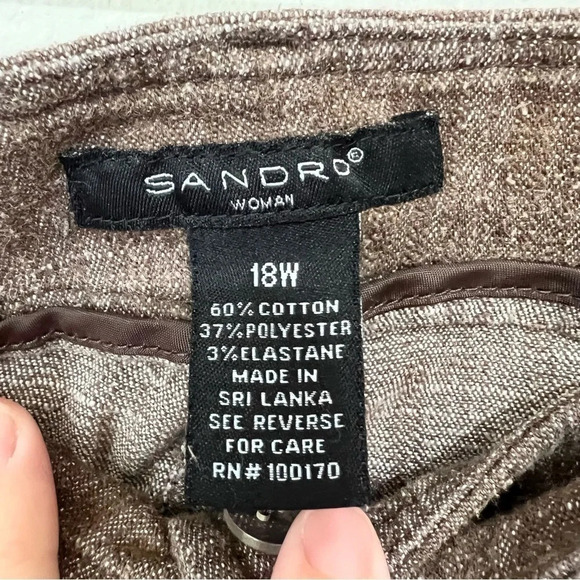 SANDRO®
WOMAN
18W
60% COTTON
37% POLYESTER
3% ELASTANE
MADE IN
SRI LANKA
SEE REVERSE
FOR CARE
RN# 100170